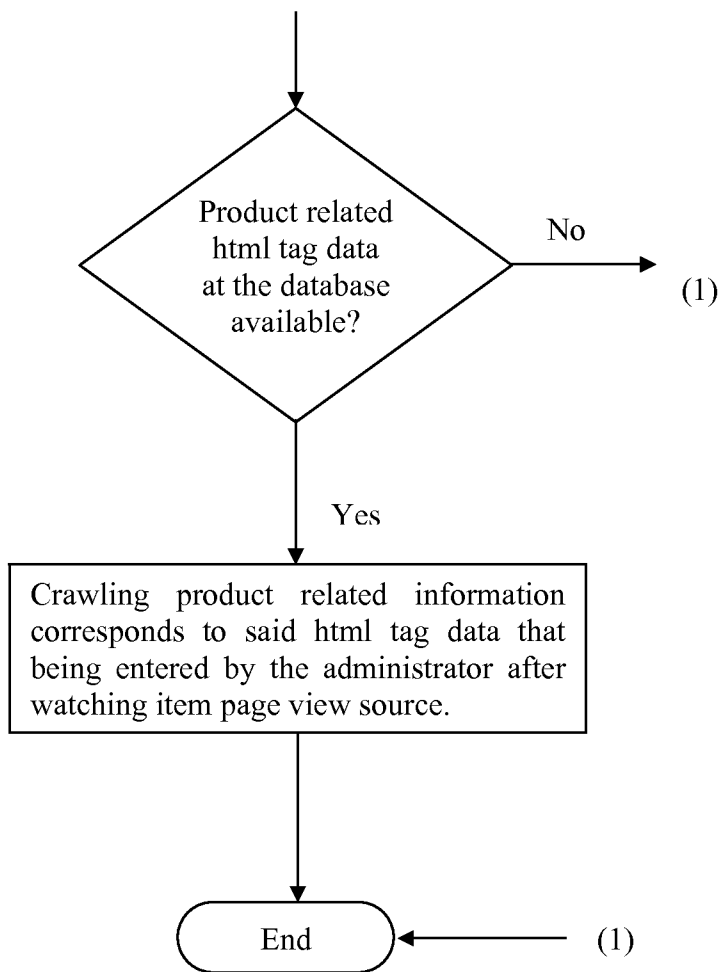 Product related
html tag data
at the database
available?
No
(1)
Yes
Crawling product related information
corresponds to said html tag data that
being entered by the administrator after
watching item page view source.
End
(1)